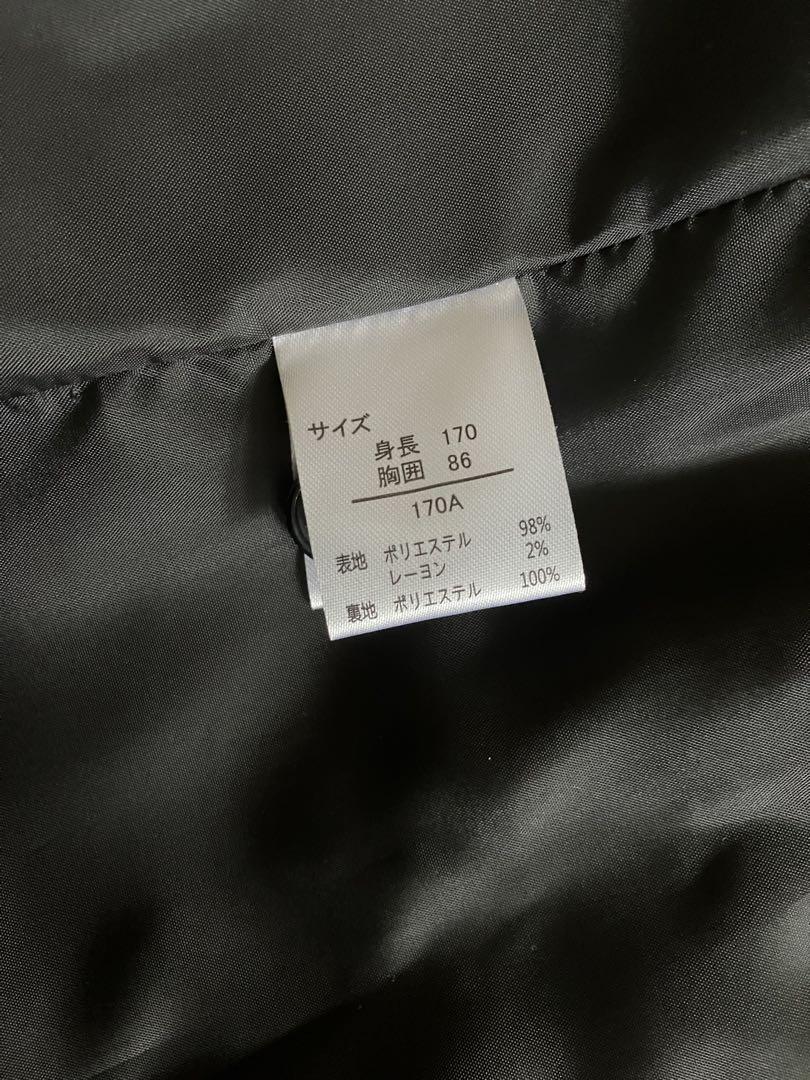 サイズ
身長 170
胸囲 86
170A
表地 ポリエステル 98%
レーヨン 2%
裏地 ポリエステル 100%